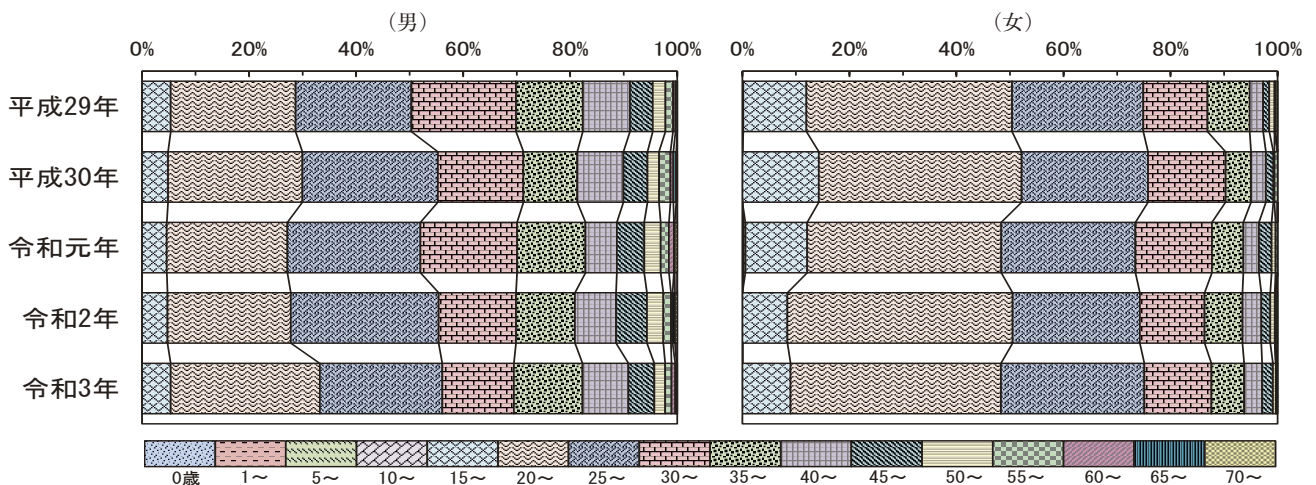 （男） （女）
0% 20% 40% 60% 80% 100% 0% 20% 40% 60% 80% 100%
平成29年
平成30年
令和元年
令和2年
令和3年
0歳 1～ 5～ 10～ 15～ 20～ 25～ 30～ 35～ 40～ 45～ 50～ 55～ 60～ 65～ 70～